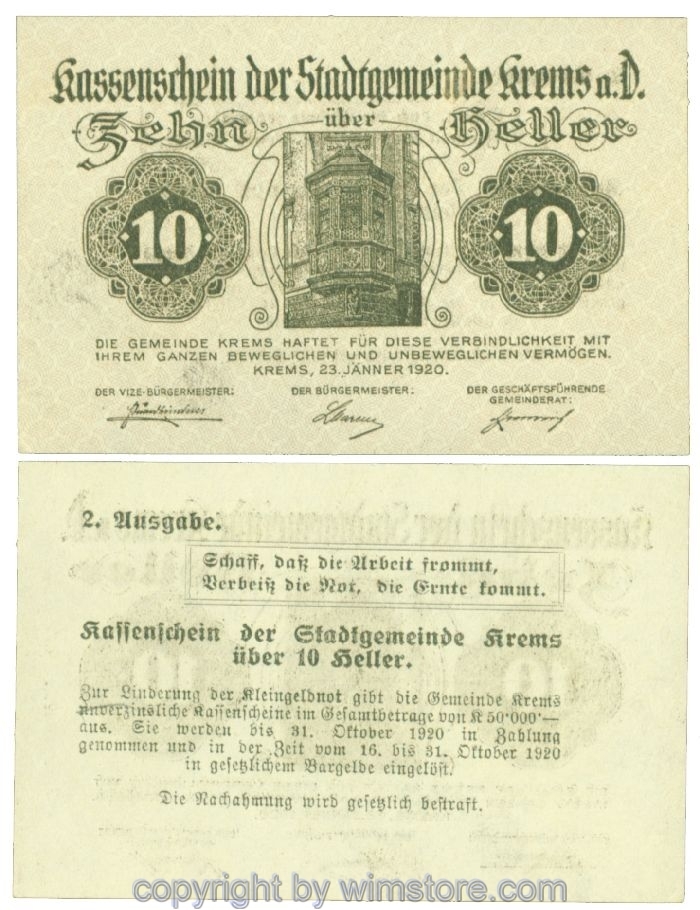 Kassenschein der Stadtgemeinde Krems a.D.
Zehn über Heller
10 10
DIE GEMEINDE KREMS HAFTET FÜR DIESE VERBINDLICHKEIT MIT
IHREM GANZEN BEWEGLICHEN UND UNBEWEGLICHEN VERMÖGEN.
KREMS, 23. JÄNNER 1920.
DER VIZE-BÜRGERMEISTER: DER BÜRGERMEISTER: DER GESCHÄFTSFÜHRENDE
GEMEINDERAT:
2. Ausgabe.
Schaff, daß die Arbeit frommt,
Verbeiß die Not, die Ernte kommt.
Kassenschein der Stadtgemeinde Krems
über 10 Heller.
Zur Linderung der Kleingeldnot gibt die Gemeinde Krems
unverzinsliche Kassenscheine im Gesamtbetrage von K 50'000'—
aus. Sie werden bis 31. Oktober 1920 in Zahlung
genommen und in der Zeit vom 16. bis 31. Oktober 1920
in gesetzlichem Bargelde eingelöst.
Die Nachahmung wird gesetzlich bestraft.
copyright by wimstore.com